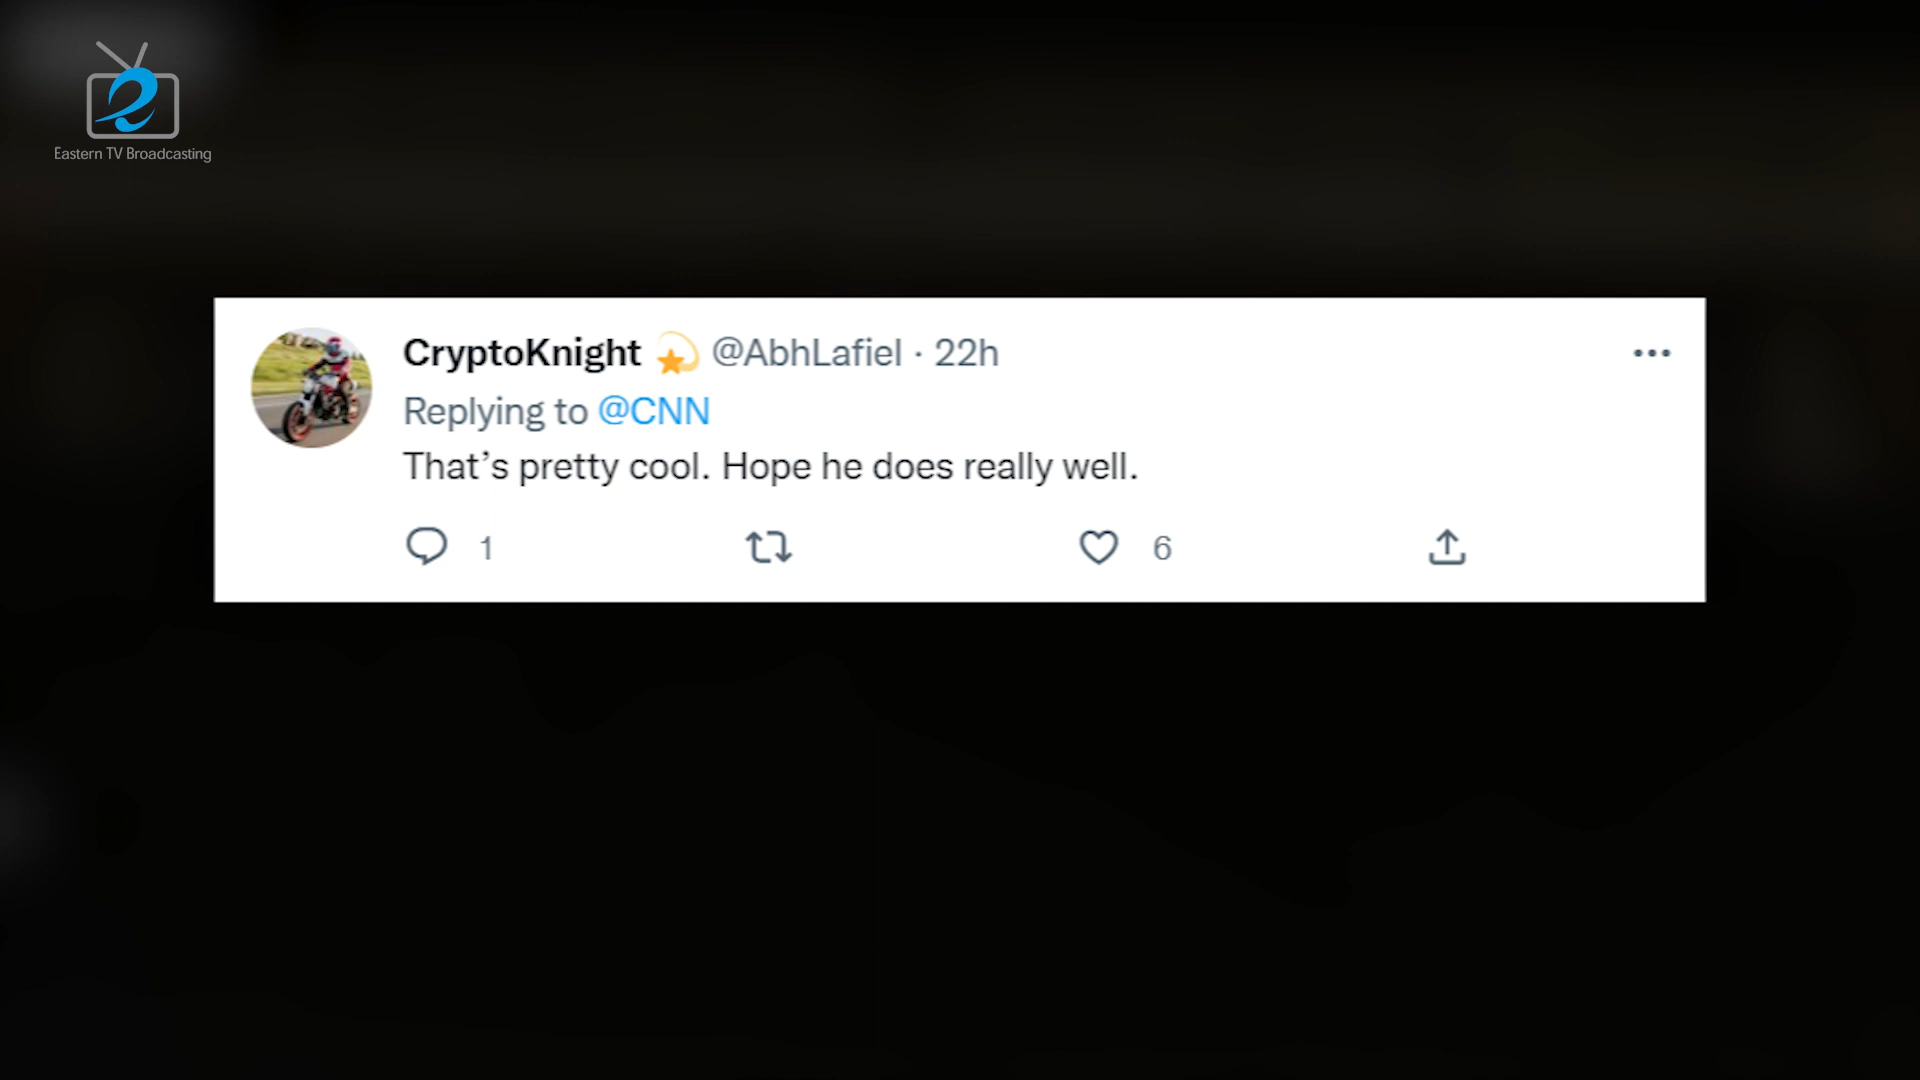 Eastern TV Broadcasting
CryptoKnight 💫 @AbhLafiel · 22h
Replying to @CNN
That’s pretty cool. Hope he does really well.
1 6